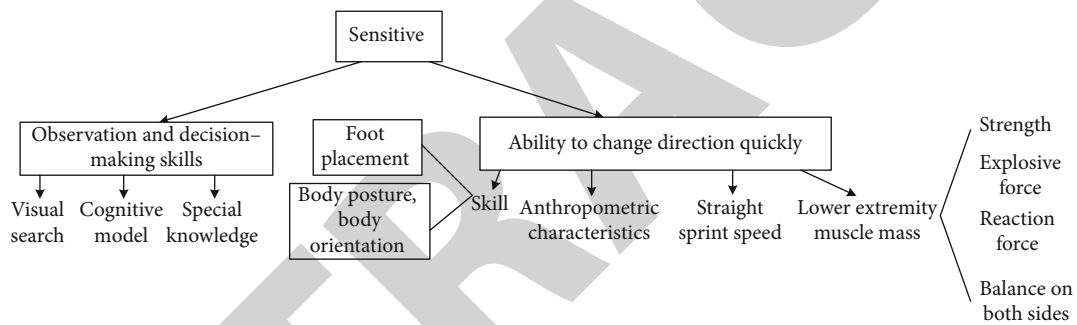 Sensitive
Observation and decision–
making skills
Visual
search
Cognitive
model
Special
knowledge
Foot
placement
Body posture,
body
orientation
Ability to change direction quickly
Skill
Anthropometric
characteristics
Straight
sprint speed
Lower extremity
muscle mass
Strength
Explosive
force
Reaction
force
Balance on
both sides